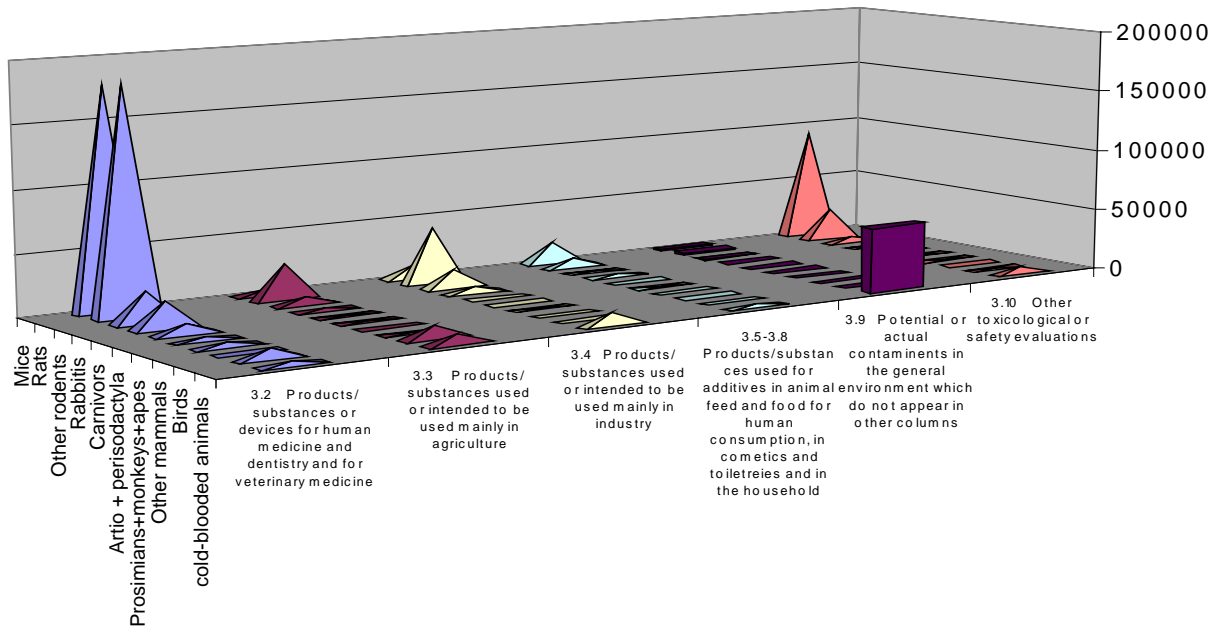 200000
150000
100000
50000
0
Mice
Rats
Other rodents
Rabbitis
Carnivors
Artio + perisodactyla
Prosimians+monkeys+apes
Other mammals
Birds
cold-blooded animals
3.2 Products/
substances or
devices for human
medicine and
dentistry and for
veterinary medicine
3.3 Products/
substances used
or intended to be
used mainly in
agriculture
3.4 Products/
substances used
or intended to be
used mainly in
industry
3.5-3.8
Products/substan
ces used for
additives in animal
feed and food for
human
consumption, in
cometics and
toiletreies and in
the household
3.9 Potential or
actual
contaminents in
the general
environment which
do not appear in
other columns
3.10 Other
toxicological or
safety evaluations